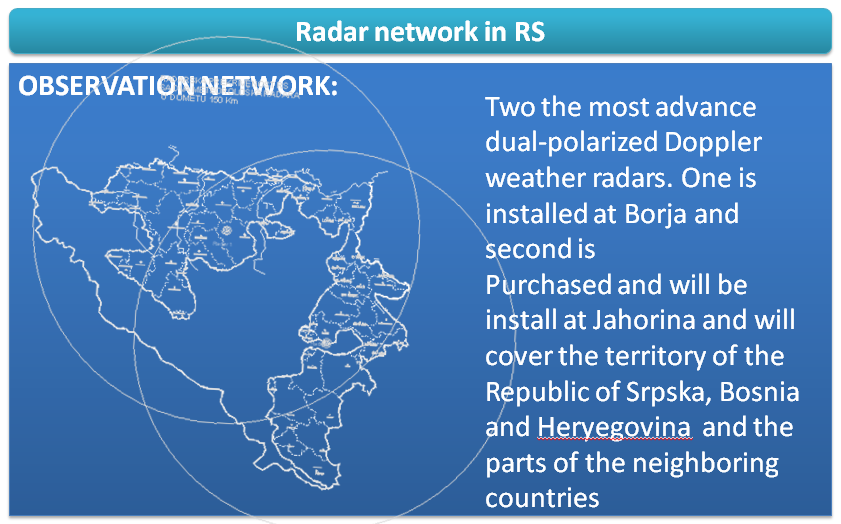 Radar network in RS
OBSERVATION NETWORK:
U DOMETU 150 Km
Two the most advance
dual-polarized Doppler
weather radars. One is
installed at Borja and
second is
Purchased and will be
install at Jahorina and will
cover the territory of the
Republic of Srpska, Bosnia
and Heryegovina and the
parts of the neighboring
countries